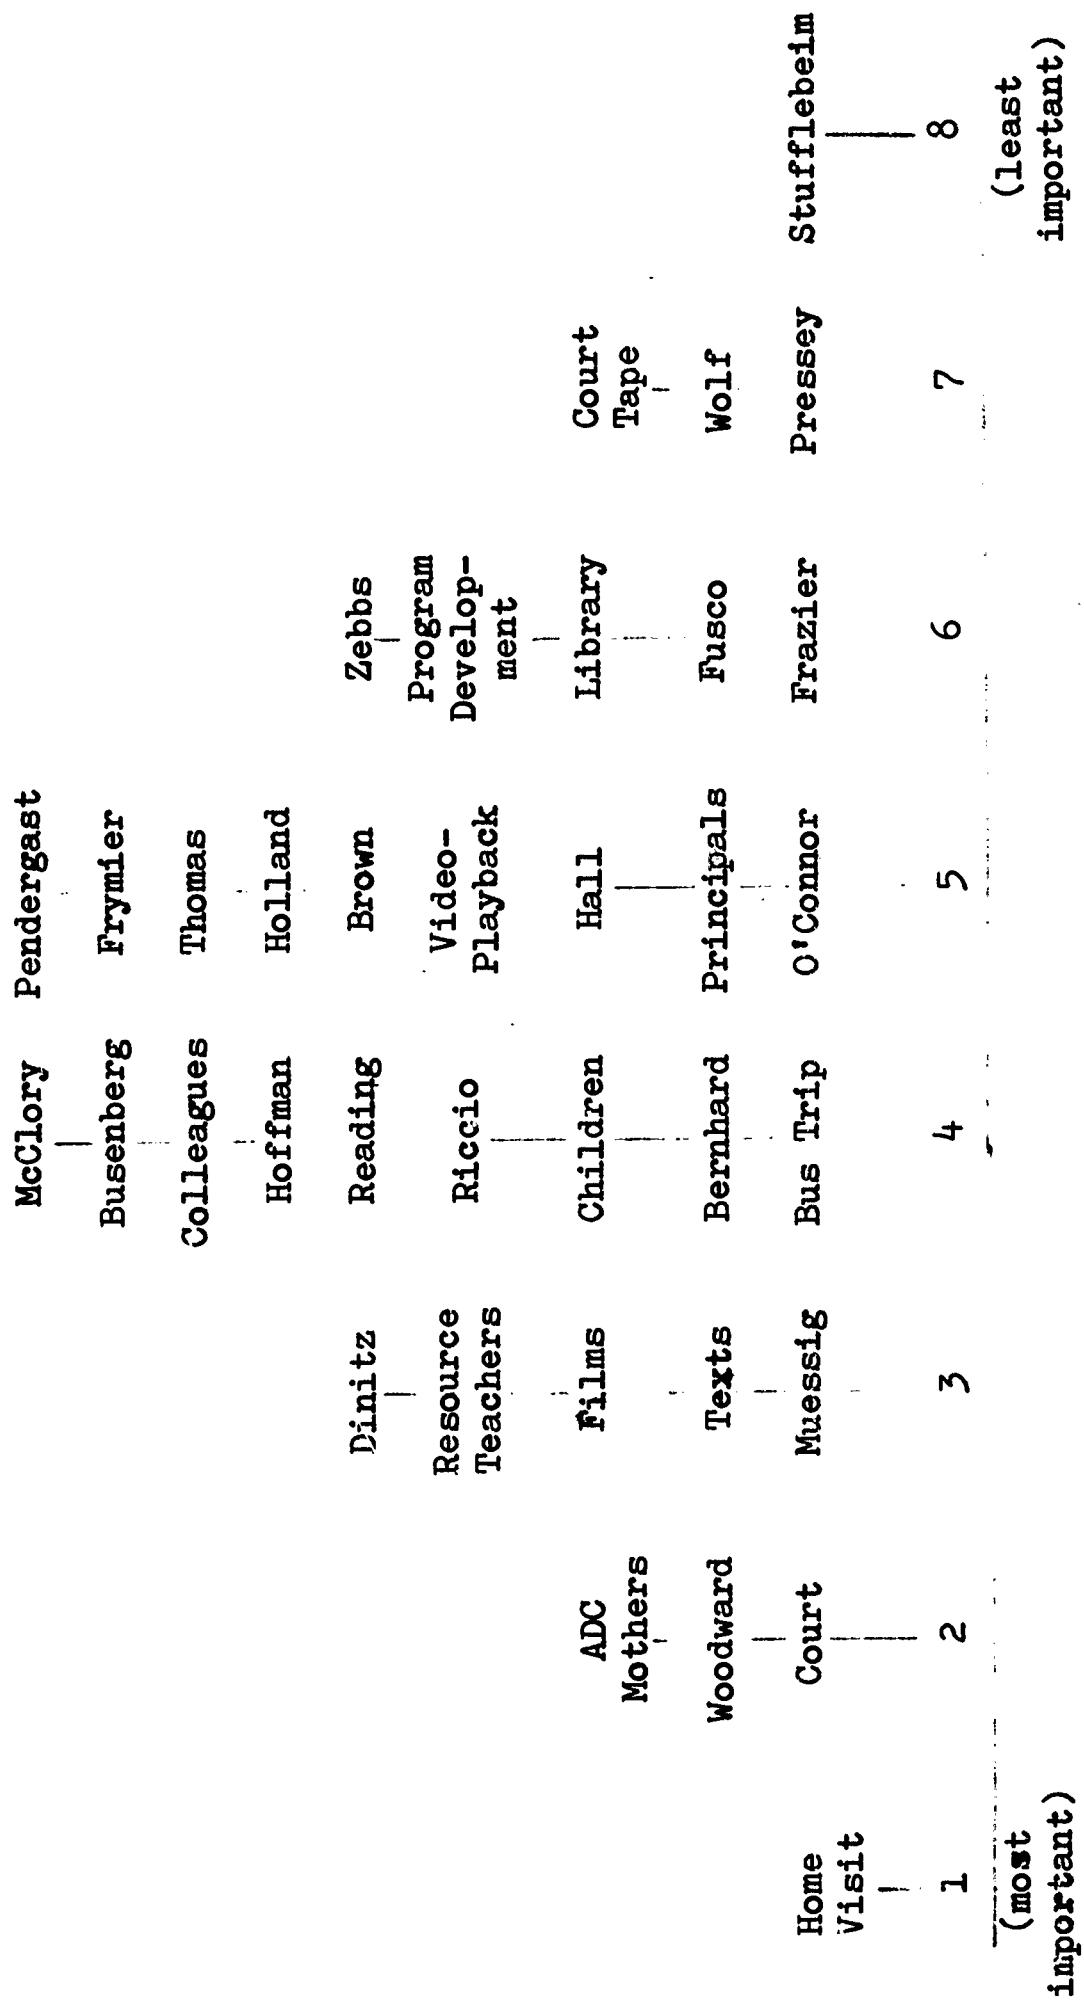 McClory Pendergast
Busenberg Frymier
Colleagues Thomas
Hoffman Holland
Dinitz Reading Brown Zebbs
Resource Teachers Riccio Video-Playback Program Develop-ment
ADC Mothers Films Children Hall Library Court Tape
Woodward Texts Bernhard Principals Fusco Wolf
Home Visit Court Muessig Bus Trip O'Connor Frazier Pressey Stufflebeim
1 2 3 4 5 6 7 8
(most important) (least important)